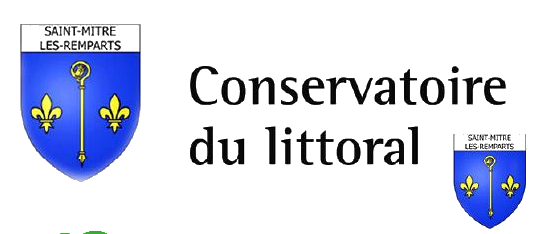 SAINT-MITRE
LES-REMPARTS
Conservatoire
du littoral
SAINT-MITRE
LES-REMPARTS